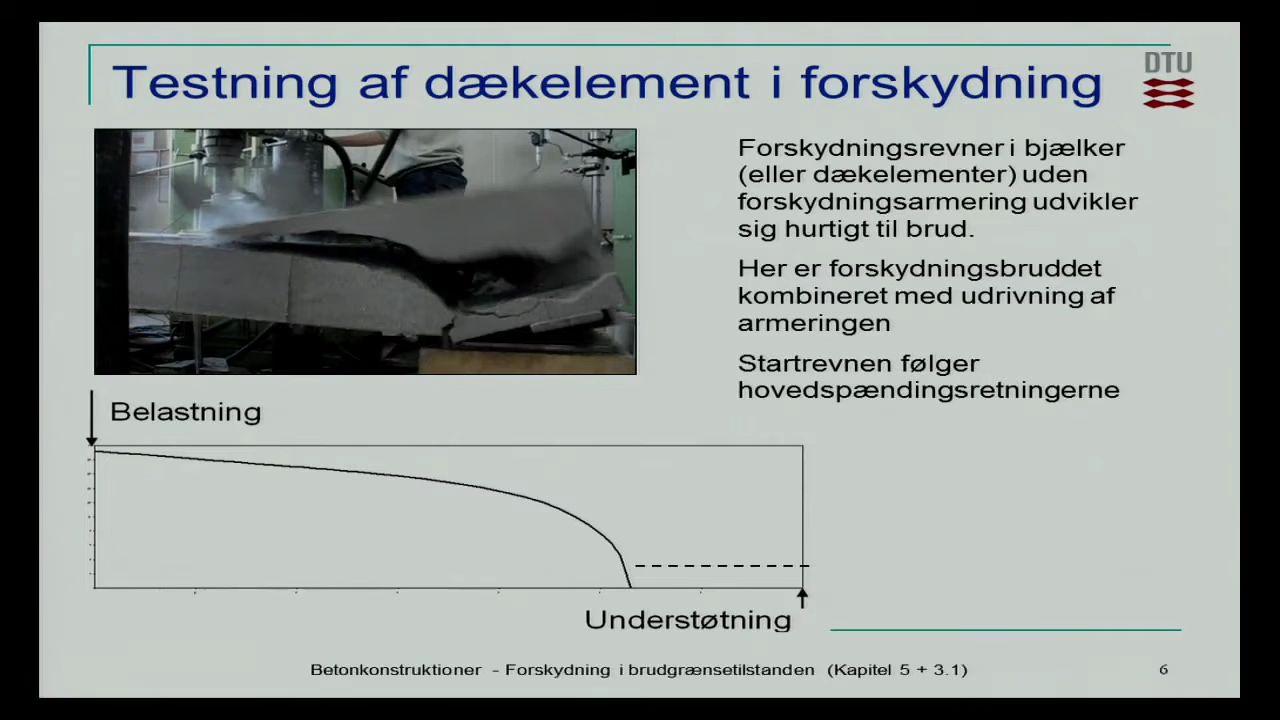 Testning af dækelement i forskydning
DTU
Forskydningsrevner i bjælker
(eller dækelementer) uden
forskydningsarmering udvikler
sig hurtigt til brud.
Her er forskydningsbruddet
kombineret med udrivning af
armeringen
Startrevnen følger
hovedspændingsretningerne
Belastning
Understøtning
Betonkonstruktioner - Forskydning i brudgrænsetilstanden (Kapitel 5 + 3.1)
6